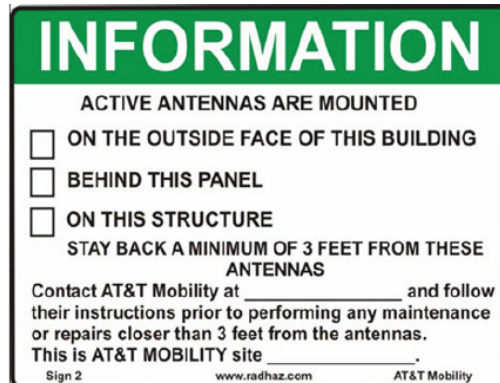 INFORMATION
ACTIVE ANTENNAS ARE MOUNTED
ON THE OUTSIDE FACE OF THIS BUILDING
BEHIND THIS PANEL
ON THIS STRUCTURE
STAY BACK A MINIMUM OF 3 FEET FROM THESE
ANTENNAS
Contact AT&T Mobility at ________________ and follow
their instructions prior to performing any maintenance
or repairs closer than 3 feet from the antennas.
This is AT&T MOBILITY site _______________.
Sign 2 www.radhaz.com AT&T Mobility